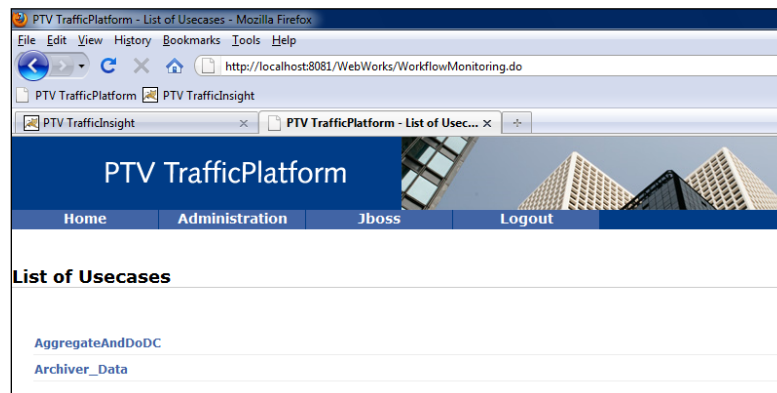 PTV TrafficPlatform - List of Usecases - Mozilla Firefox
File Edit View History Bookmarks Tools Help
http://localhost:8081/WebWorks/WorkflowMonitoring.do
PTV TrafficPlatform PTV TrafficInsight
PTV TrafficInsight PTV TrafficPlatform - List of Usec...
PTV TrafficPlatform
Home Administration Jboss Logout
List of Usecases
AggregateAndDoDC
Archiver_Data